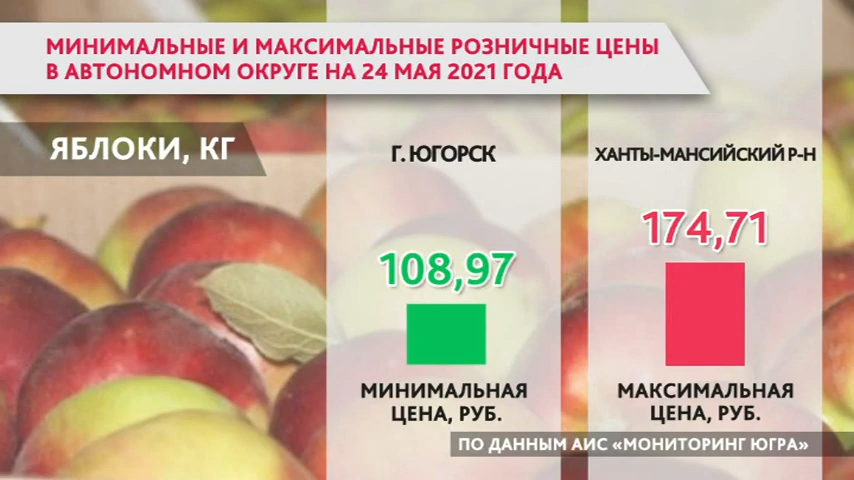 МИНИМАЛЬНЫЕ И МАКСИМАЛЬНЫЕ РОЗНИЧНЫЕ ЦЕНЫ
В АВТОНОМНОМ ОКРУГЕ НА 24 МАЯ 2021 ГОДА
ЯБЛОКИ, КГ
Г. ЮГОРСК
108,97
МИНИМАЛЬНАЯ
ЦЕНА, РУБ.
ХАНТЫ-МАНСИЙСКИЙ Р-Н
174,71
МАКСИМАЛЬНАЯ
ЦЕНА, РУБ.
ПО ДАННЫМ АИС «МОНИТОРИНГ ЮГРА»